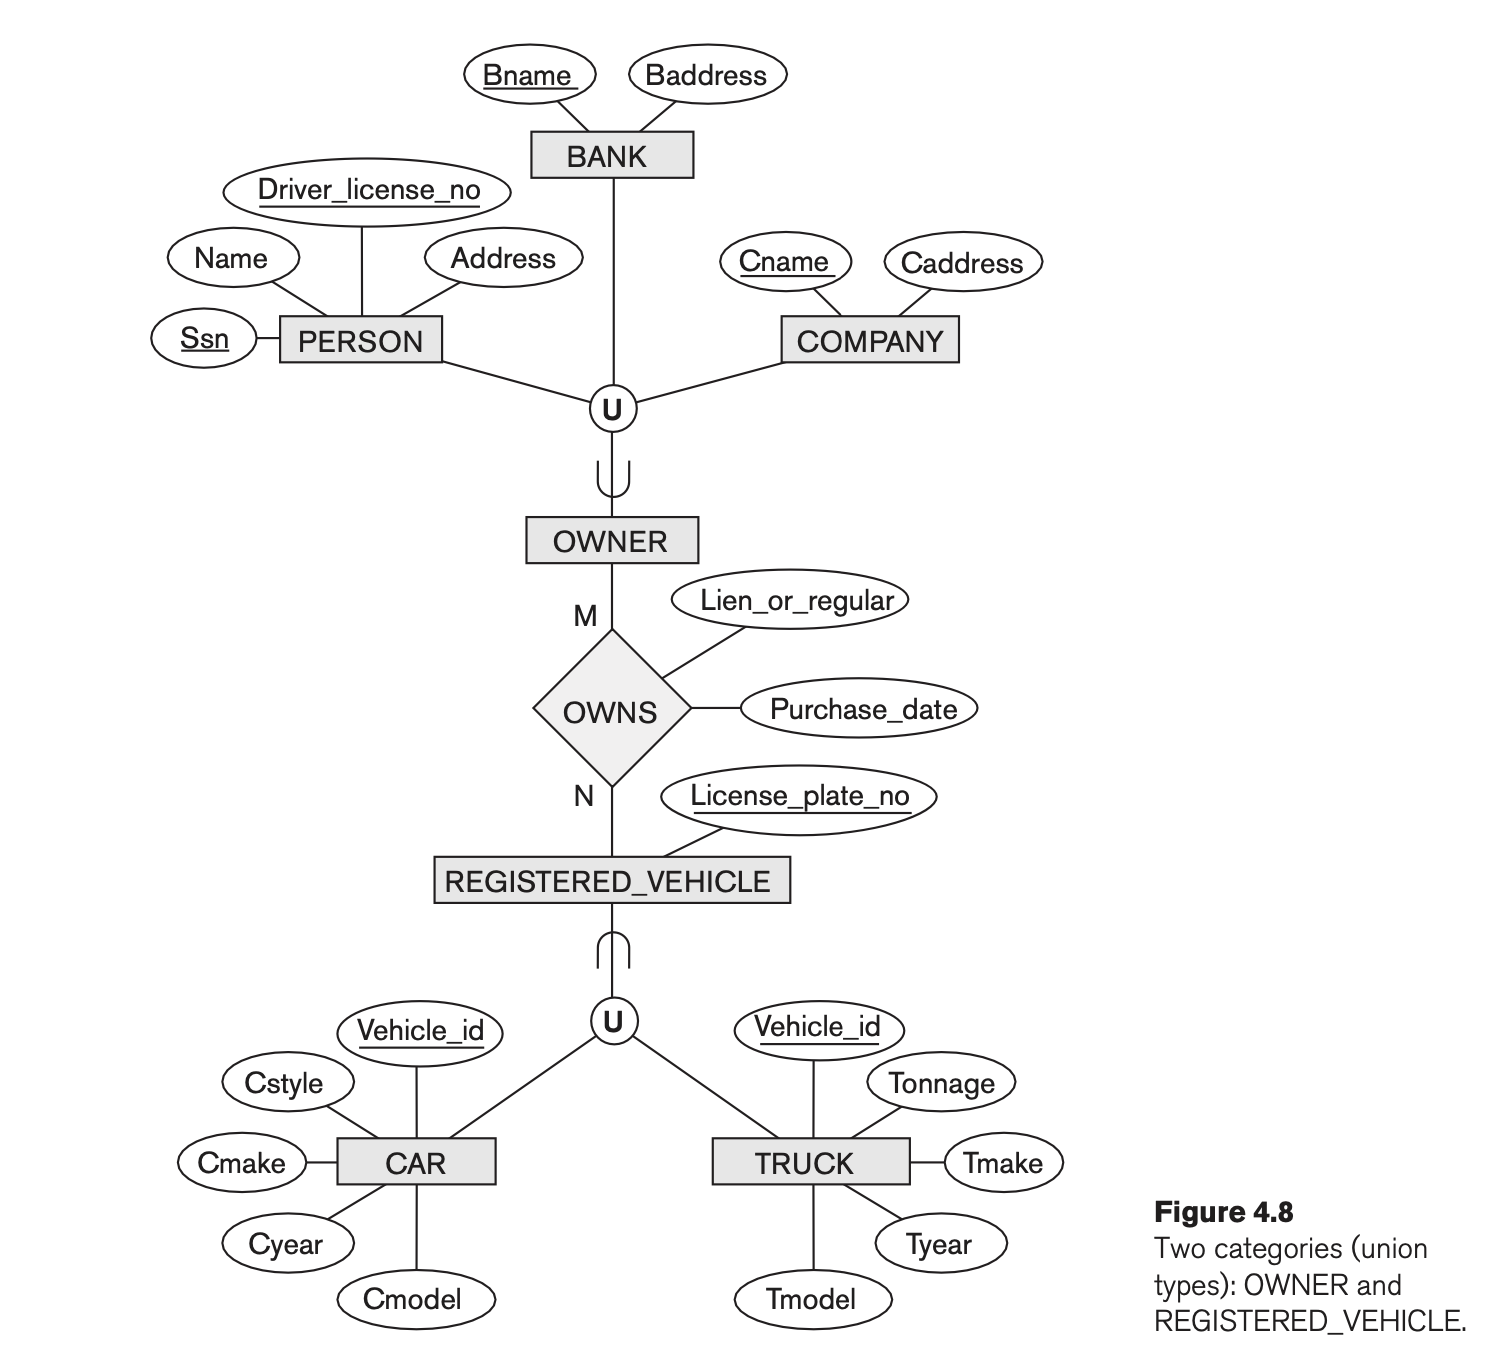 Bname
Baddress
BANK
Driver_license_no
Name
Address
Cname
Caddress
Ssn
PERSON
COMPANY
U
OWNER
M
Lien_or_regular
OWNS
Purchase_date
N
License_plate_no
REGISTERED_VEHICLE
U
Vehicle_id
Vehicle_id
Cstyle
Tonnage
Cmake
CAR
TRUCK
Tmake
Cyear
Tyear
Cmodel
Tmodel
Figure 4.8
Two categories (union
types): OWNER and
REGISTERED_VEHICLE.